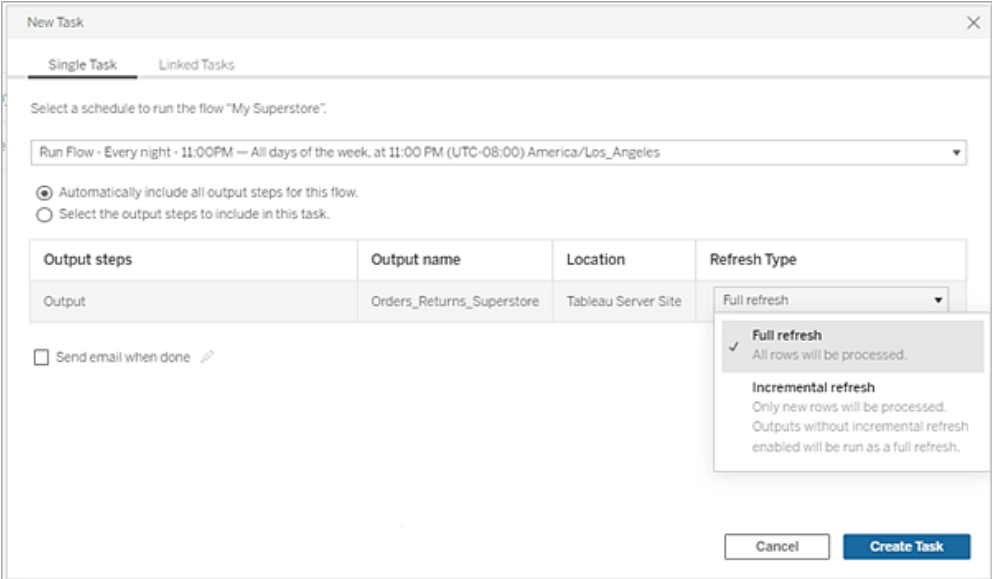 New Task
Single Task
Linked Tasks
Select a schedule to run the flow "My Superstore".
Run Flow - Every night - 11:00PM — All days of the week, at 11:00 PM (UTC-08:00) America/Los_Angeles
Automatically include all output steps for this flow.
Select the output steps to include in this task.
Output steps
Output name
Location
Refresh Type
Output
Orders_Returns_Superstore
Tableau Server Site
Full refresh
Full refresh
All rows will be processed.
Incremental refresh
Only new rows will be processed.
Outputs without incremental refresh
enabled will be run as a full refresh.
Send email when done
Cancel
Create Task